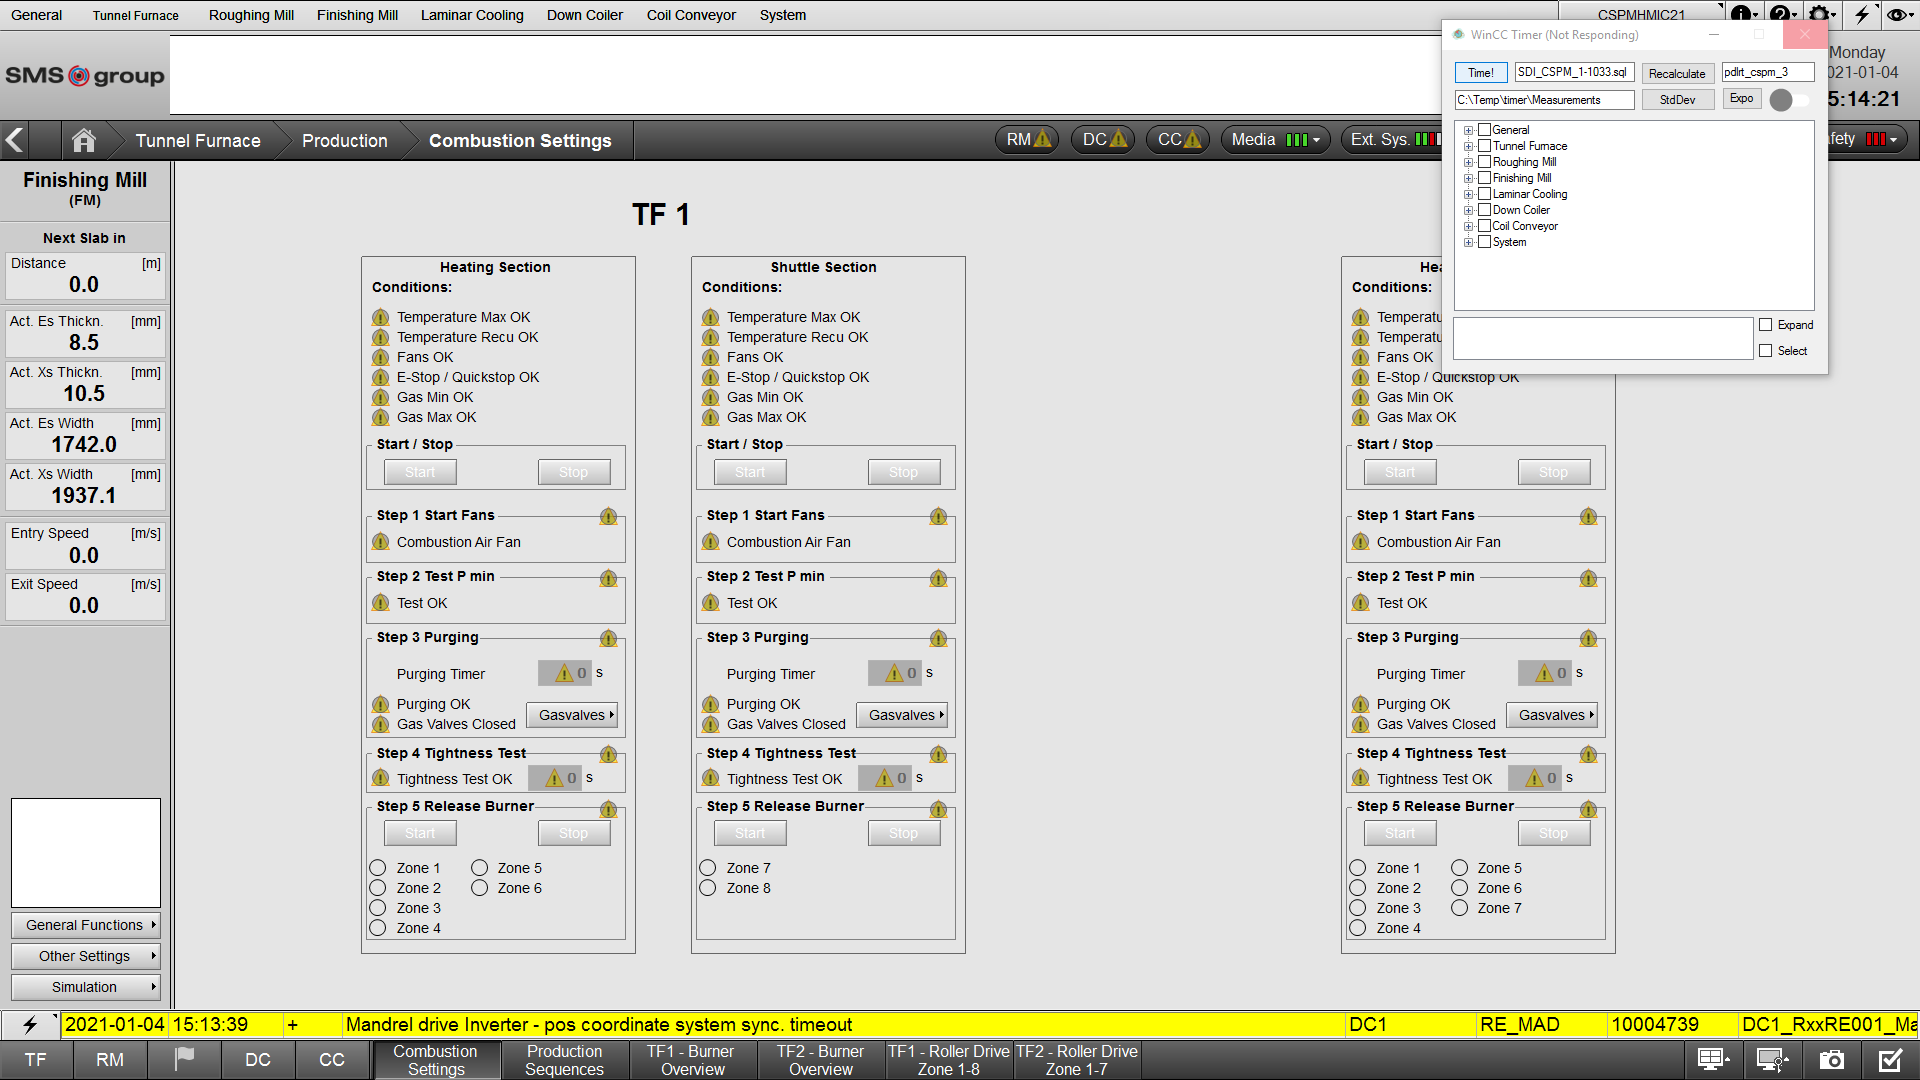 General Tunnel Furnace Roughing Mill Finishing Mill Laminar Cooling Down Coiler Coil Conveyor System
CSPMHMIC21
SMS group
WinCC Timer (Not Responding)
Time! SDI_CSPM_1-1033.sql Recalculate pdlrt_cspm_3
C:\Temp\timer\Measurements StdDev Expo
General
Tunnel Furnace
Roughing Mill
Finishing Mill
Laminar Cooling
Down Coiler
Coil Conveyor
System
Expand
Select
Monday
021-01-04
5:14:21
Tunnel Furnace Production Combustion Settings
RM DC CC Media Ext. Sys. afety
Finishing Mill
(FM)
Next Slab in
Distance [m]
0.0
Act. Es Thickn. [mm]
8.5
Act. Xs Thickn. [mm]
10.5
Act. Es Width [mm]
1742.0
Act. Xs Width [mm]
1937.1
Entry Speed [m/s]
0.0
Exit Speed [m/s]
0.0
General Functions
Other Settings
Simulation
TF 1
Heating Section
Conditions:
Temperature Max OK
Temperature Recu OK
Fans OK
E-Stop / Quickstop OK
Gas Min OK
Gas Max OK
Start / Stop
Start Stop
Step 1 Start Fans
Combustion Air Fan
Step 2 Test P min
Test OK
Step 3 Purging
Purging Timer 0 s
Purging OK
Gas Valves Closed Gasvalves
Step 4 Tightness Test
Tightness Test OK 0 s
Step 5 Release Burner
Start Stop
Zone 1 Zone 5
Zone 2 Zone 6
Zone 3
Zone 4
Shuttle Section
Conditions:
Temperature Max OK
Temperature Recu OK
Fans OK
E-Stop / Quickstop OK
Gas Min OK
Gas Max OK
Start / Stop
Start Stop
Step 1 Start Fans
Combustion Air Fan
Step 2 Test P min
Test OK
Step 3 Purging
Purging Timer 0 s
Purging OK
Gas Valves Closed Gasvalves
Step 4 Tightness Test
Tightness Test OK 0 s
Step 5 Release Burner
Start Stop
Zone 7
Zone 8
Hea
Conditions:
Temperatu
Temperatu
Fans OK
E-Stop / Quickstop OK
Gas Min OK
Gas Max OK
Start / Stop
Start Stop
Step 1 Start Fans
Combustion Air Fan
Step 2 Test P min
Test OK
Step 3 Purging
Purging Timer 0 s
Purging OK
Gas Valves Closed Gasvalves
Step 4 Tightness Test
Tightness Test OK 0 s
Step 5 Release Burner
Start Stop
Zone 1 Zone 5
Zone 2 Zone 6
Zone 3 Zone 7
Zone 4
2021-01-04 15:13:39 + Mandrel drive Inverter - pos coordinate system sync. timeout DC1 RE_MAD 10004739 DC1_RxxRE001_Ma
TF RM DC CC
Combustion Settings
Production Sequences
TF1 - Burner Overview
TF2 - Burner Overview
TF1 - Roller Drive Zone 1-8
TF2 - Roller Drive Zone 1-7